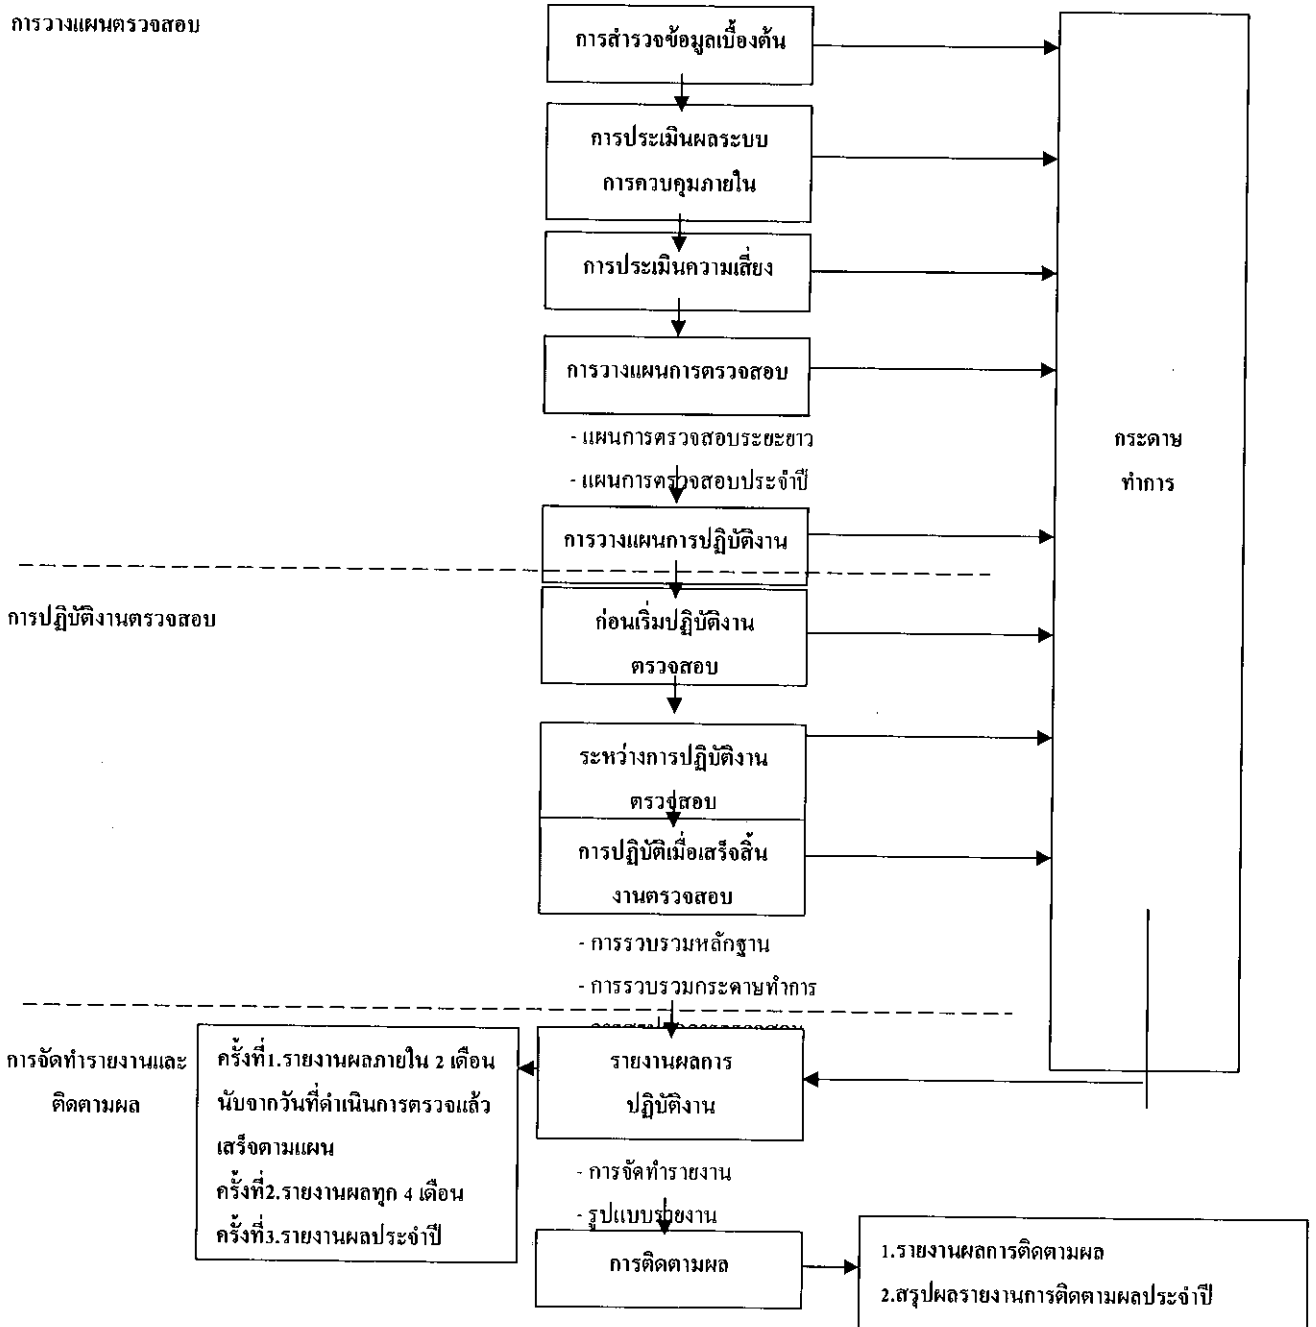 การวางแผนตรวจสอบ
การสำรวจข้อมูลเบื้องต้น
การประเมินผลระบบ
การควบคุมภายใน
การประเมินความเสี่ยง
การวางแผนการตรวจสอบ
- แผนการตรวจสอบระยะยาว
- แผนการตรวจสอบประจำปี
กระดาษ
ทำการ
การวางแผนการปฏิบัติงาน
การปฏิบัติงานตรวจสอบ
ก่อนเริ่มปฏิบัติงาน
ตรวจสอบ
ระหว่างการปฏิบัติงาน
ตรวจสอบ
การปฏิบัติเมื่อเสร็จสิ้น
งานตรวจสอบ
- การรวบรวมหลักฐาน
- การรวบรวมกระดาษทำการ
การจัดทำรายงานและ
ติดตามผล
ครั้งที่1.รายงานผลภายใน 2 เดือน
นับจากวันที่ดำเนินการตรวจแล้ว
เสร็จตามแผน
ครั้งที่2.รายงานผลทุก 4 เดือน
ครั้งที่3.รายงานผลประจำปี
รายงานผลการ
ปฏิบัติงาน
- การจัดทำรายงาน
- รูปแบบรายงาน
การติดตามผล
1.รายงานผลการติดตามผล
2.สรุปผลรายงานการติดตามผลประจำปี